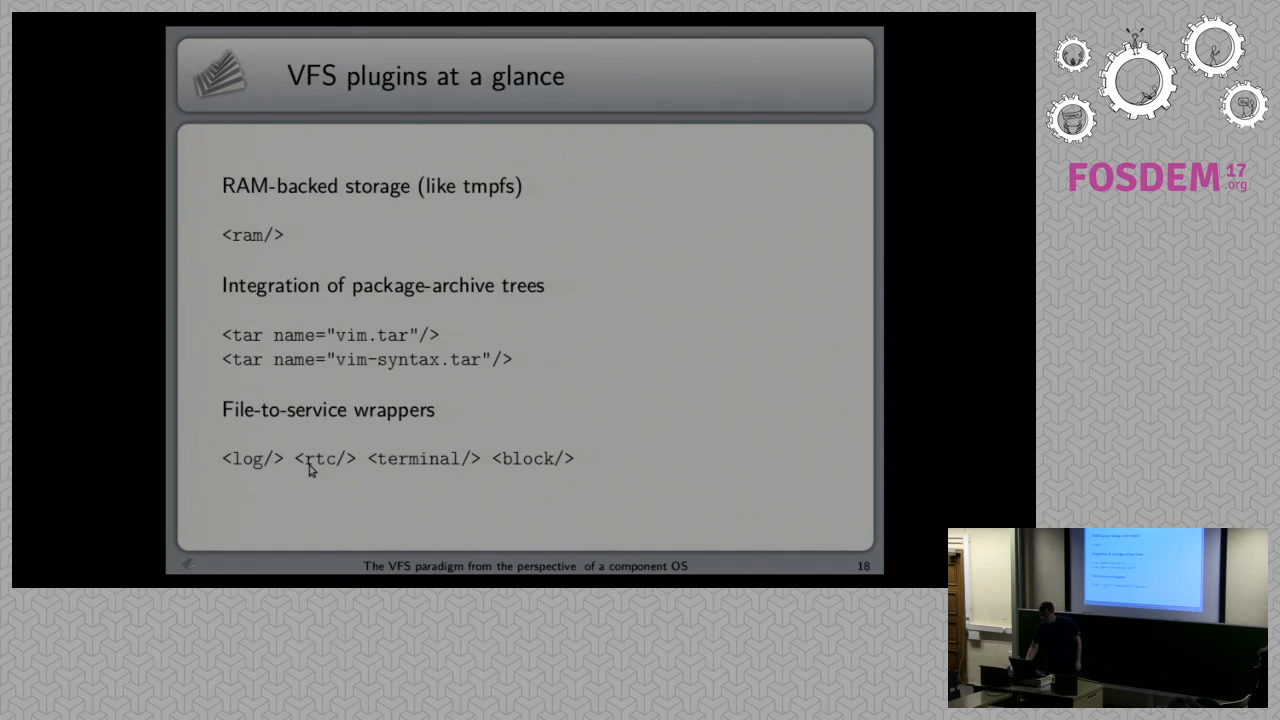 VFS plugins at a glance
RAM-backed storage (like tmpfs)
<ram/>
Integration of package-archive trees
<tar name="vim.tar"/>
<tar name="vim-syntax.tar"/>
File-to-service wrappers
<log/> <rtc/> <terminal/> <block/>
The VFS paradigm from the perspective of a component OS
18
FOSDEM 17
.org